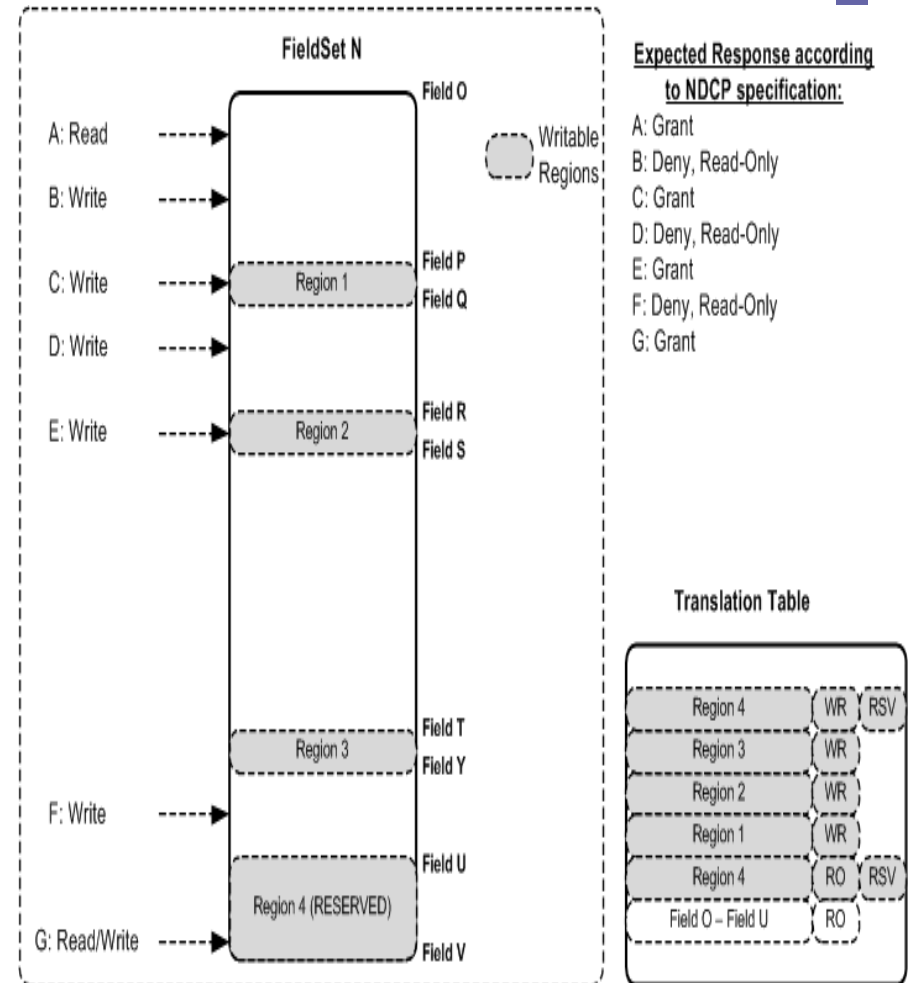 FieldSet N
Field O
A: Read
B: Write
C: Write
D: Write
E: Write
F: Write
G: Read/Write
Region 1
Field P
Field Q
Region 2
Field R
Field S
Region 3
Field T
Field Y
Region 4 (RESERVED)
Field U
Field V
Writable
Regions
Expected Response according
to NDCP specification:
A: Grant
B: Deny, Read-Only
C: Grant
D: Deny, Read-Only
E: Grant
F: Deny, Read-Only
G: Grant
Translation Table
Region 4 WR RSV
Region 3 WR
Region 2 WR
Region 1 WR
Region 4 RO RSV
Field O – Field U RO